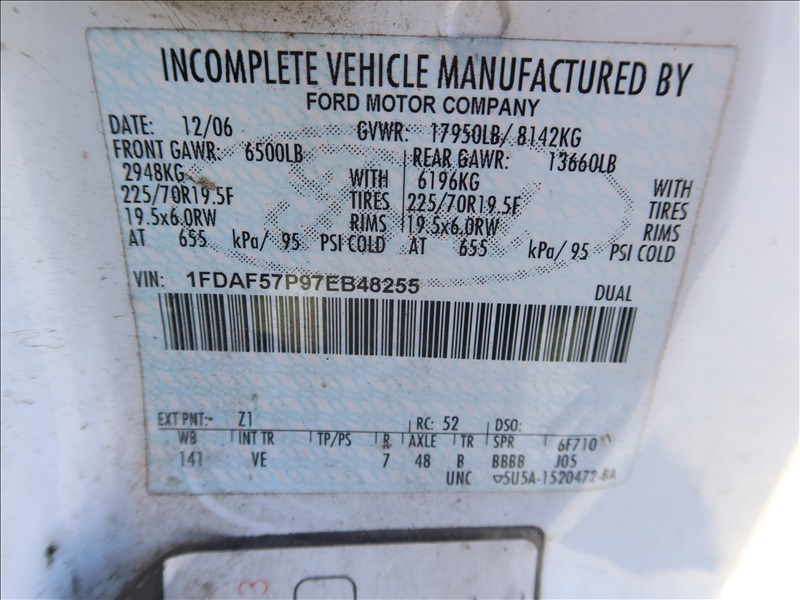 INCOMPLETE VEHICLE MANUFACTURED BY
FORD MOTOR COMPANY
DATE: 12/06 GVWR: 17950LB/ 8142KG
FRONT GAWR: 6500LB REAR GAWR: 13660LB
2948KG WITH 6196KG WITH
225/70R19.5F TIRES 225/70R19.5F TIRES
19.5x6.0RW RIMS 19.5x6.0RW RIMS
AT 655 kPa/ 95 PSI COLD AT 655 kPa/ 95 PSI COLD
VIN: 1FDAF57P97EB48255
DUAL
EXT PNT: Z1 RC: 52 DSO:
WB INT TR TP/PS R AXLE TR SPR 6F710
141 VE 7 48 B BBBB J05
UNC 5U5A-1520472-BA
3